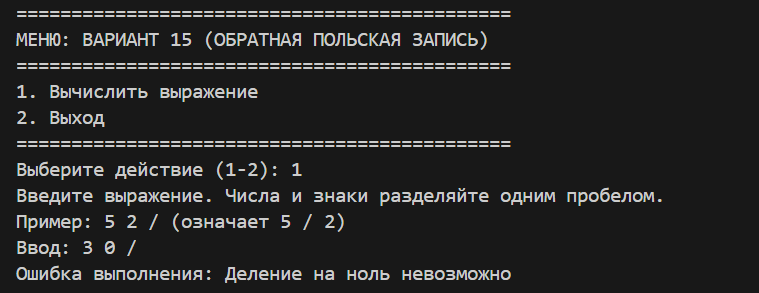 =============================================
МЕНЮ: ВАРИАНТ 15 (ОБРАТНАЯ ПОЛЬСКАЯ ЗАПИСЬ)
=============================================
1. Вычислить выражение
2. Выход
=============================================
Выберите действие (1-2): 1
Введите выражение. Числа и знаки разделяйте одним пробелом.
Пример: 5 2 / (означает 5 / 2)
Ввод: 3 0 /
Ошибка выполнения: Деление на ноль невозможно